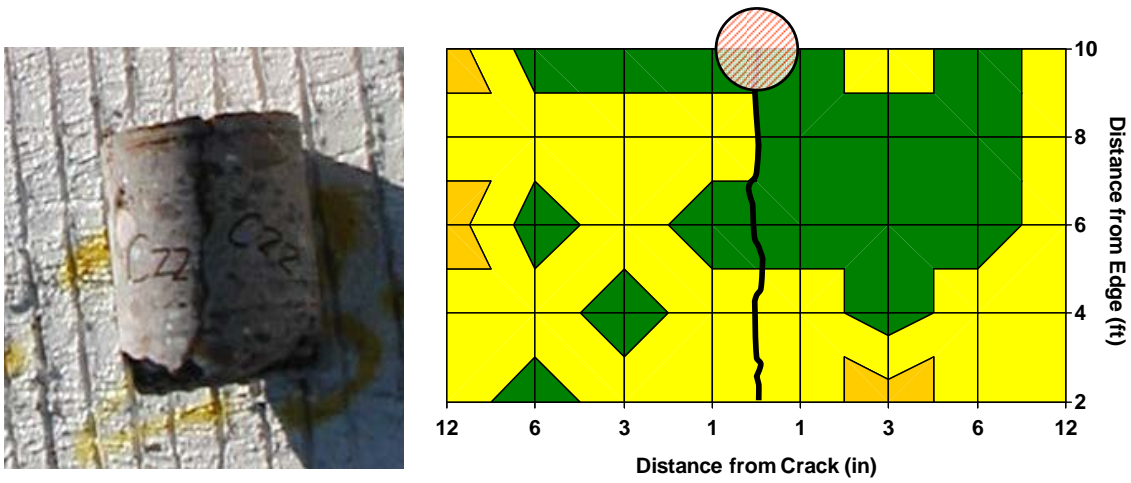 C22 C22
10
8
6
4
2
Distance from Edge (ft)
12 6 3 1 1 3 6 12
Distance from Crack (in)